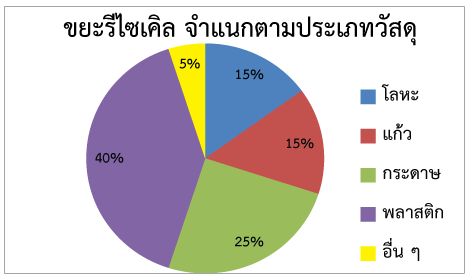 ขยะรีไซเคิล จำแนกตามประเภทวัสดุ
5%
15%
15%
40%
25%
โลหะ
แก้ว
กระดาษ
พลาสติก
อื่น ๆ